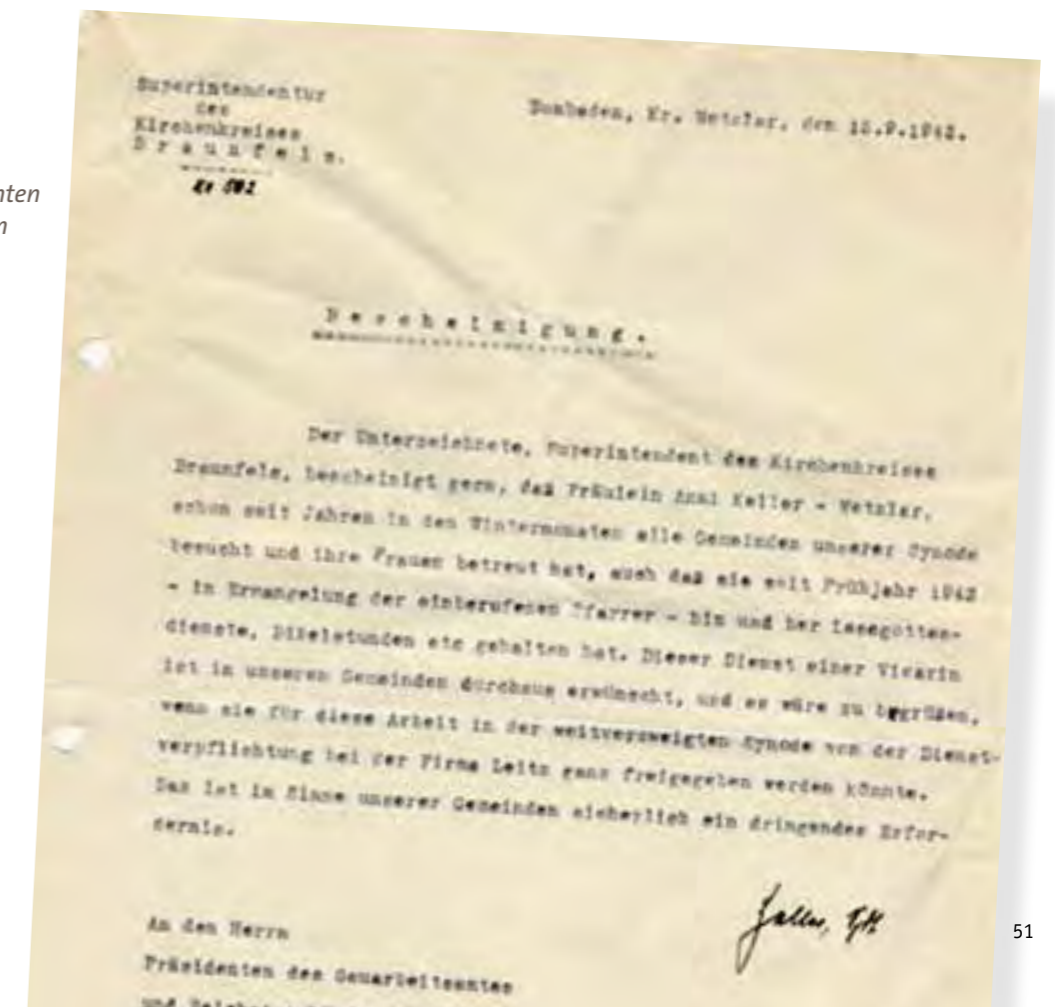 Superintendentur
des
Kirchenkreises
Braunfels.
den 15.9.1942.
Bescheinigung.
Der Unterzeichnete, Superintendent des Kirchenkreises
Braunfels, bescheinigt gern, daß Fräulein Anni Keller - Wetzlar,
schon seit Jahren in den Wintermonaten alle Gemeinden unserer Synode
besucht und ihre Frauen betreut hat, auch daß sie seit Frühjahr 1942
- in Ermangelung der einberufenen Pfarrer - hin und her Lesegottes-
dienste, Bibelstunden etc gehalten hat. Dieser Dienst einer Vicarin
ist in unseren Gemeinden durchaus erwünscht, und es wäre zu begrüßen,
wenn sie für diese Arbeit in der weitverzweigten Synode von der Dienst-
verpflichtung bei der Firma Leitz ganz freigegeben werden könnte.
Das ist im Sinne unserer Gemeinden sicherlich ein dringendes Erfor-
dernis.
An den Herrn
Präsidenten des Gauarbeitsamtes
und
51